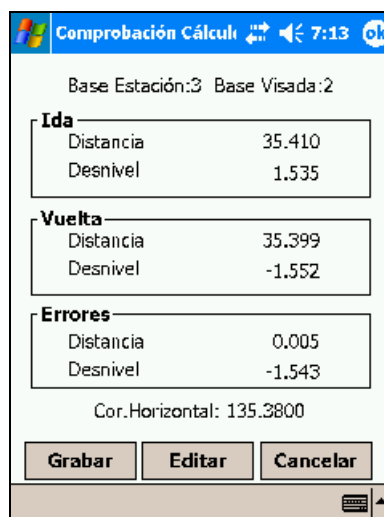 Comprobación Cálculo 7:13 ok
Base Estación:3 Base Visada:2
Ida
Distancia 35.410
Desnivel 1.535
Vuelta
Distancia 35.399
Desnivel -1.552
Errores
Distancia 0.005
Desnivel -1.543
Cor.Horizontal: 135.3800
Grabar Editar Cancelar